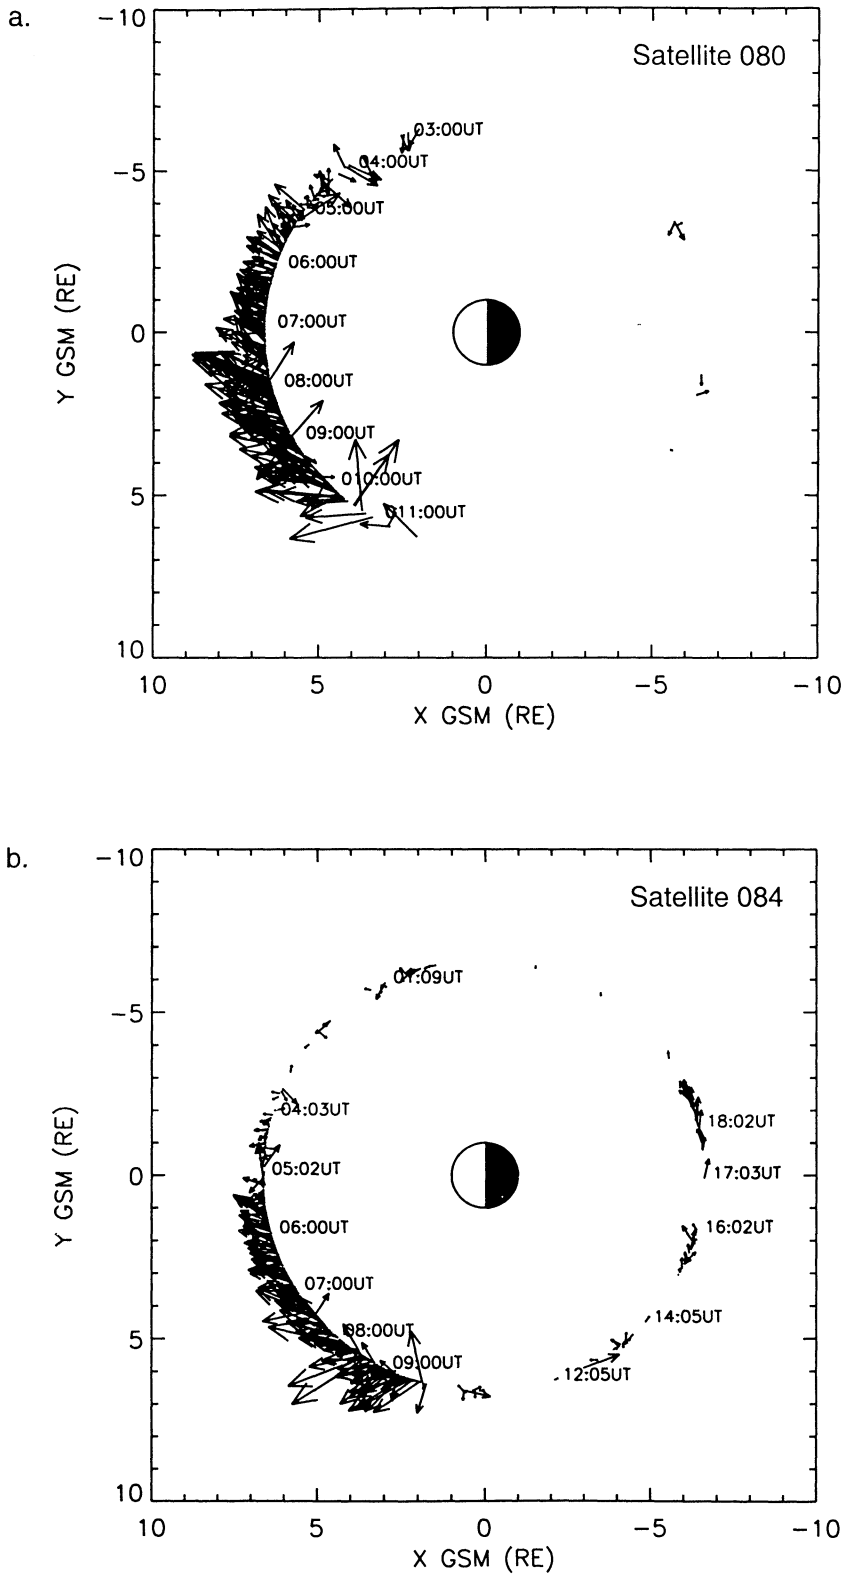 a.
-10
Satellite 080
03:00UT
04:00UT
-5
05:00UT
06:00UT
07:00UT
0
08:00UT
09:00UT
010:00UT
5
011:00UT
10
Y GSM (RE)
10 5 0 -5 -10
X GSM (RE)
b.
-10
Satellite 084
01:09UT
-5
04:03UT
18:02UT
05:02UT
17:03UT
0
06:00UT
16:02UT
07:00UT
14:05UT
08:00UT
5
09:00UT
12:05UT
10
Y GSM (RE)
10 5 0 -5 -10
X GSM (RE)